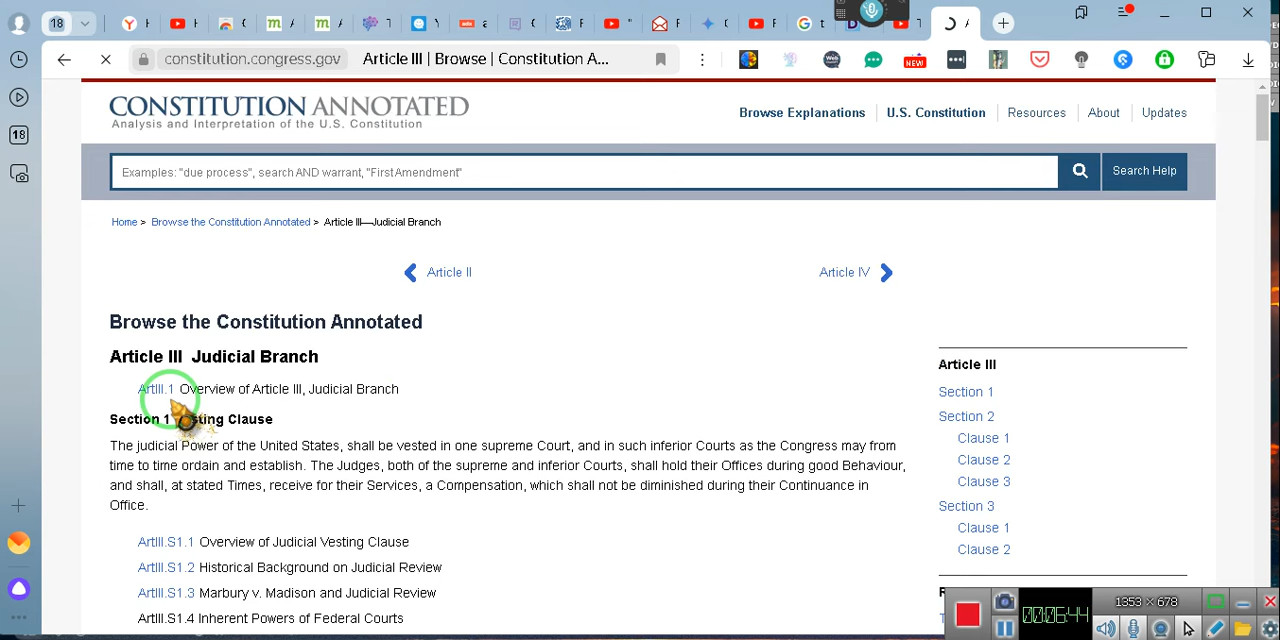 18
constitution.congress.gov Article III | Browse | Constitution A...
NEW
18
CONSTITUTION ANNOTATED
Analysis and Interpretation of the U.S. Constitution
Browse Explanations U.S. Constitution Resources About Updates
Examples: "due process", search AND warrant, "First Amendment"
Search Help
Home > Browse the Constitution Annotated > Article III—Judicial Branch
Article II
Article IV
Browse the Constitution Annotated
Article III Judicial Branch
ArtIII.1 Overview of Article III, Judicial Branch
Section 1 Vesting Clause
The judicial Power of the United States, shall be vested in one supreme Court, and in such inferior Courts as the Congress may from
time to time ordain and establish. The Judges, both of the supreme and inferior Courts, shall hold their Offices during good Behaviour,
and shall, at stated Times, receive for their Services, a Compensation, which shall not be diminished during their Continuance in
Office.
ArtIII.S1.1 Overview of Judicial Vesting Clause
ArtIII.S1.2 Historical Background on Judicial Review
ArtIII.S1.3 Marbury v. Madison and Judicial Review
ArtIII.S1.4 Inherent Powers of Federal Courts
Article III
Section 1
Section 2
Clause 1
Clause 2
Clause 3
Section 3
Clause 1
Clause 2
1353 × 678
000:06:44